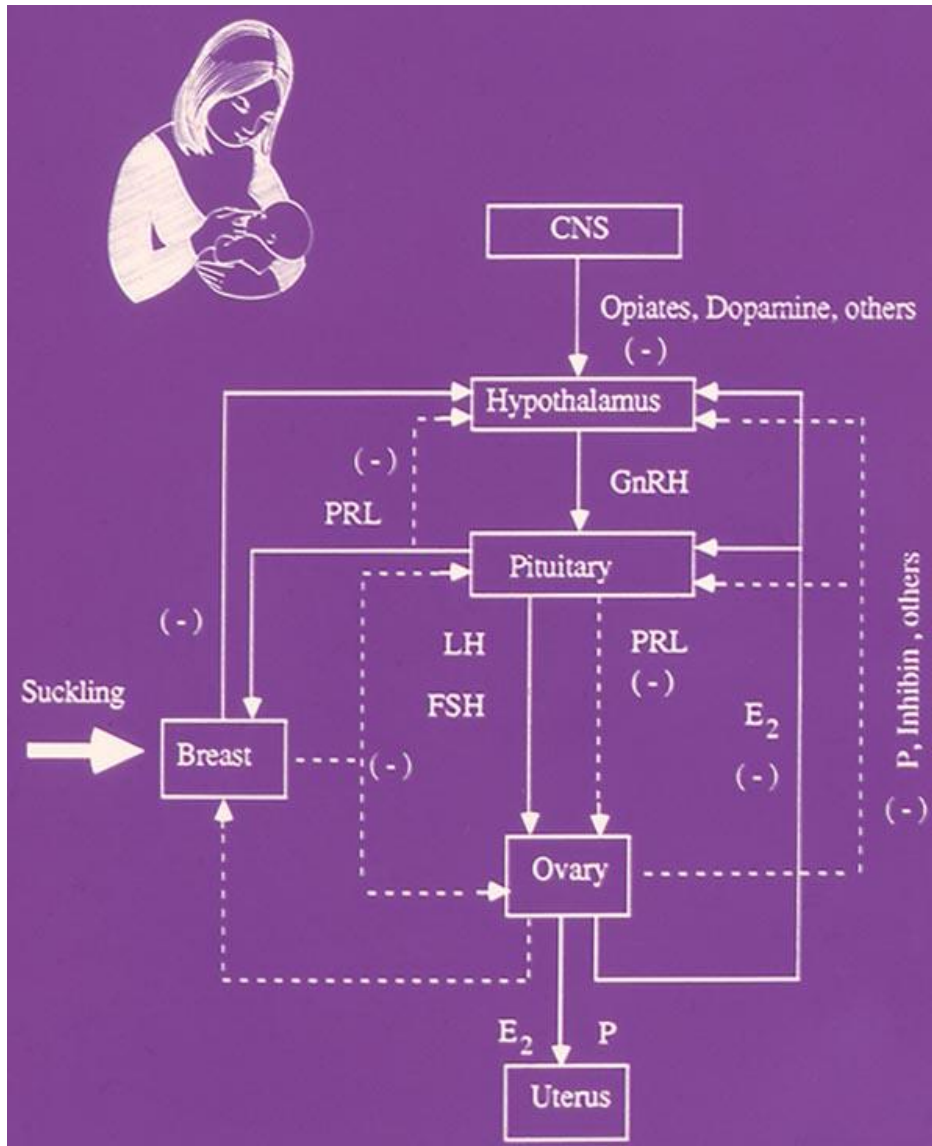 CNS
Opiates, Dopamine, others
(-)
Hypothalamus
(-)
GnRH
PRL
Pituitary
(-)
LH
PRL
(-)
FSH
Suckling
Breast
(-)
E2
(-)
P, Inhibin , others
(-)
Ovary
E2 P
Uterus